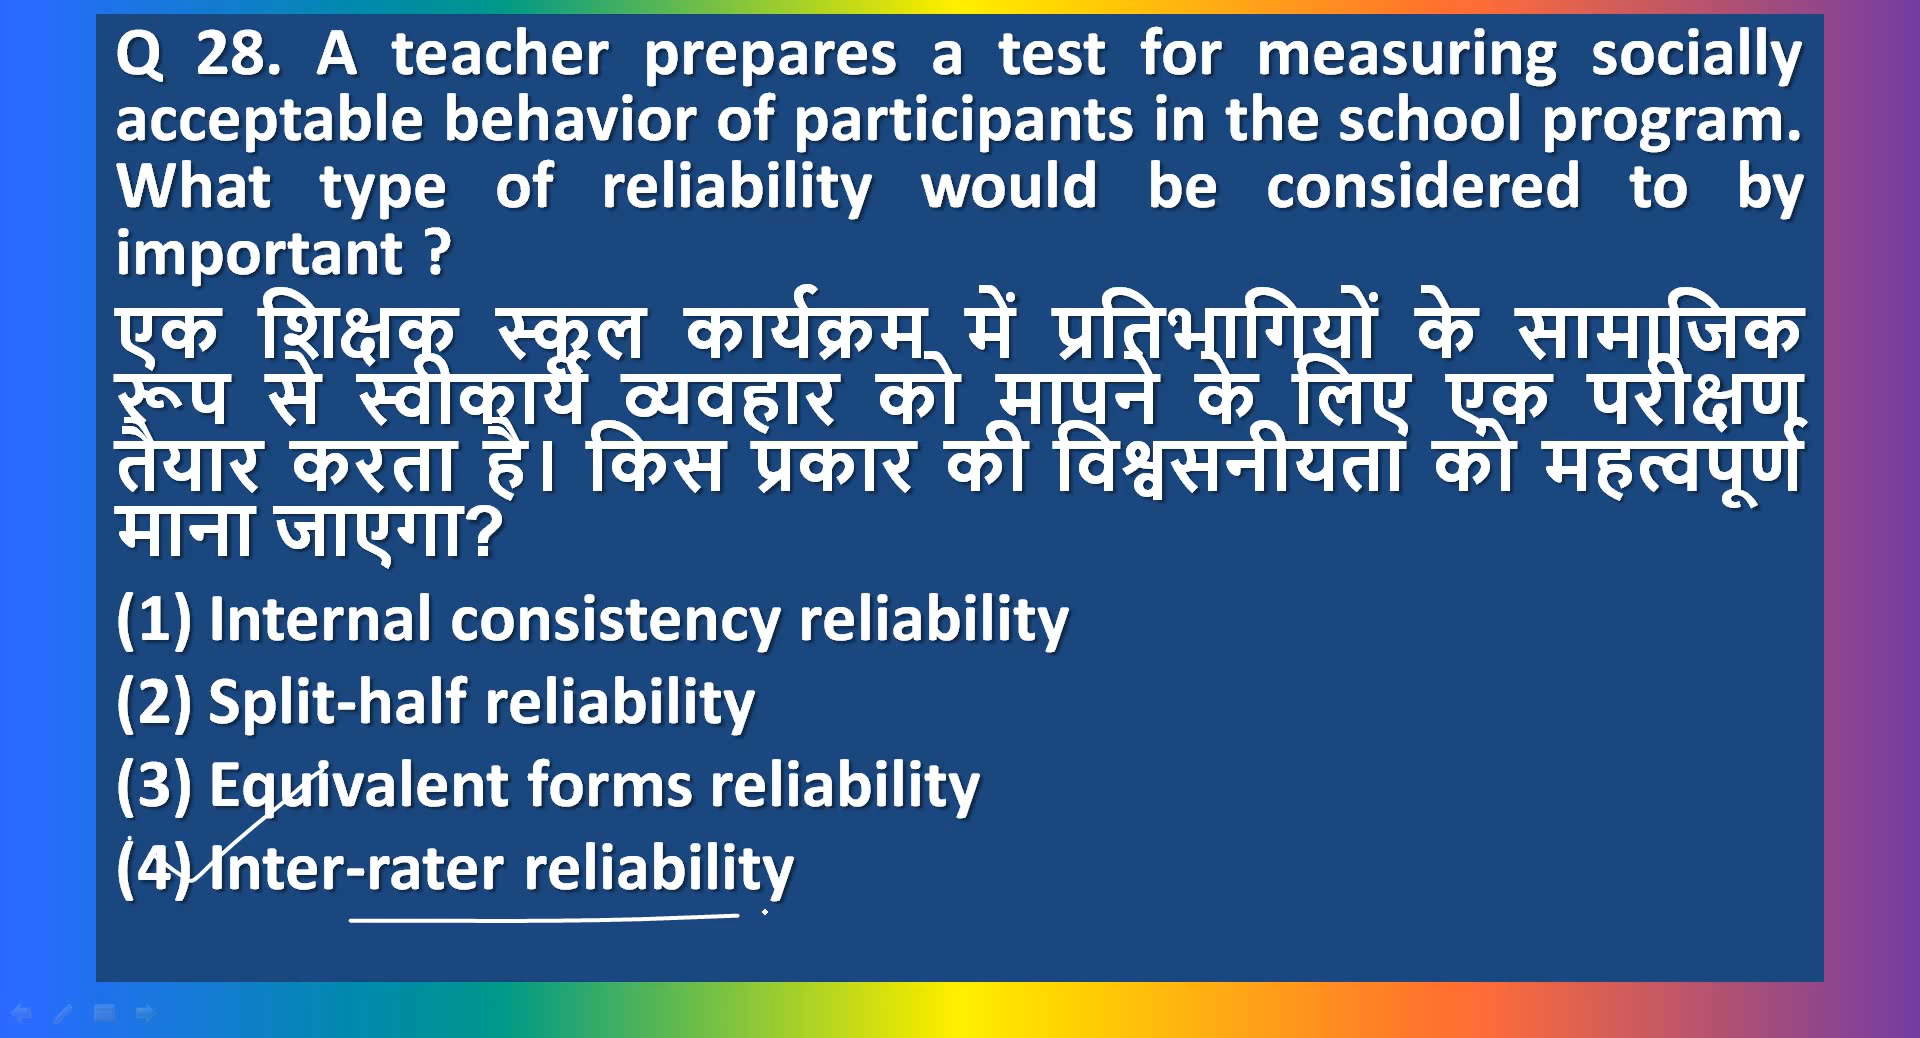 Q 28. A teacher prepares a test for measuring socially
acceptable behavior of participants in the school program.
What type of reliability would be considered to by
important ?
एक शिक्षक स्कूल कार्यक्रम में प्रतिभागियों के सामाजिक
रूप से स्वीकार्य व्यवहार को मापने के लिए एक परीक्षण
तैयार करता है। किस प्रकार की विश्वसनीयता को महत्वपूर्ण
माना जाएगा?
(1) Internal consistency reliability
(2) Split-half reliability
(3) Equivalent forms reliability
(4) Inter-rater reliability